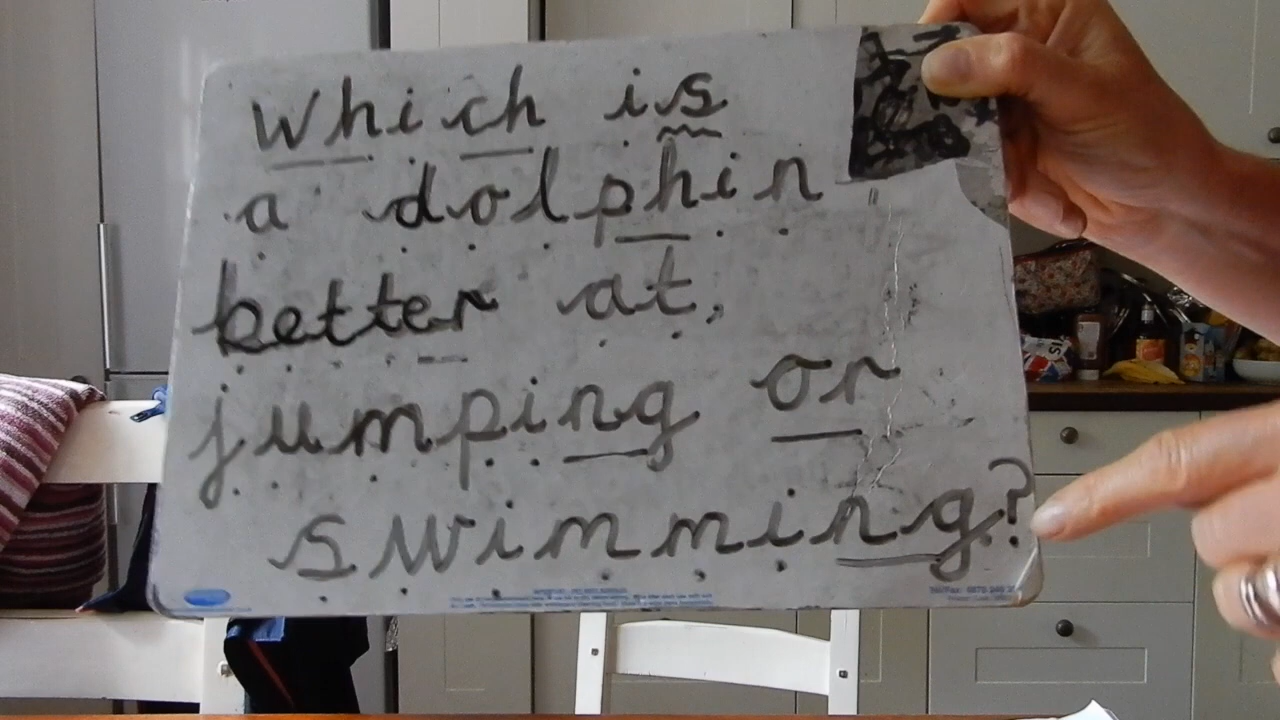 Which is
a dolphin
better at,
jumping or
swimming?